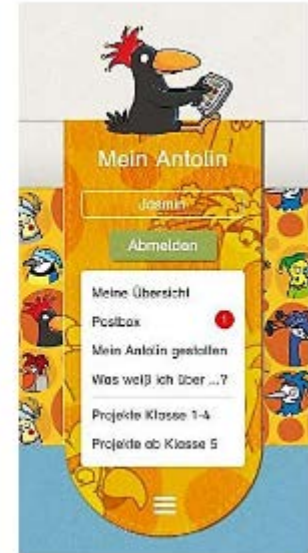 Mein Antolin
Jasmin
Abmelden
Meine Übersicht
Postbox 1
Mein Antolin gestalten
Was weiß ich über ...?
Projekte Klasse 1-4
Projekte ab Klasse 5